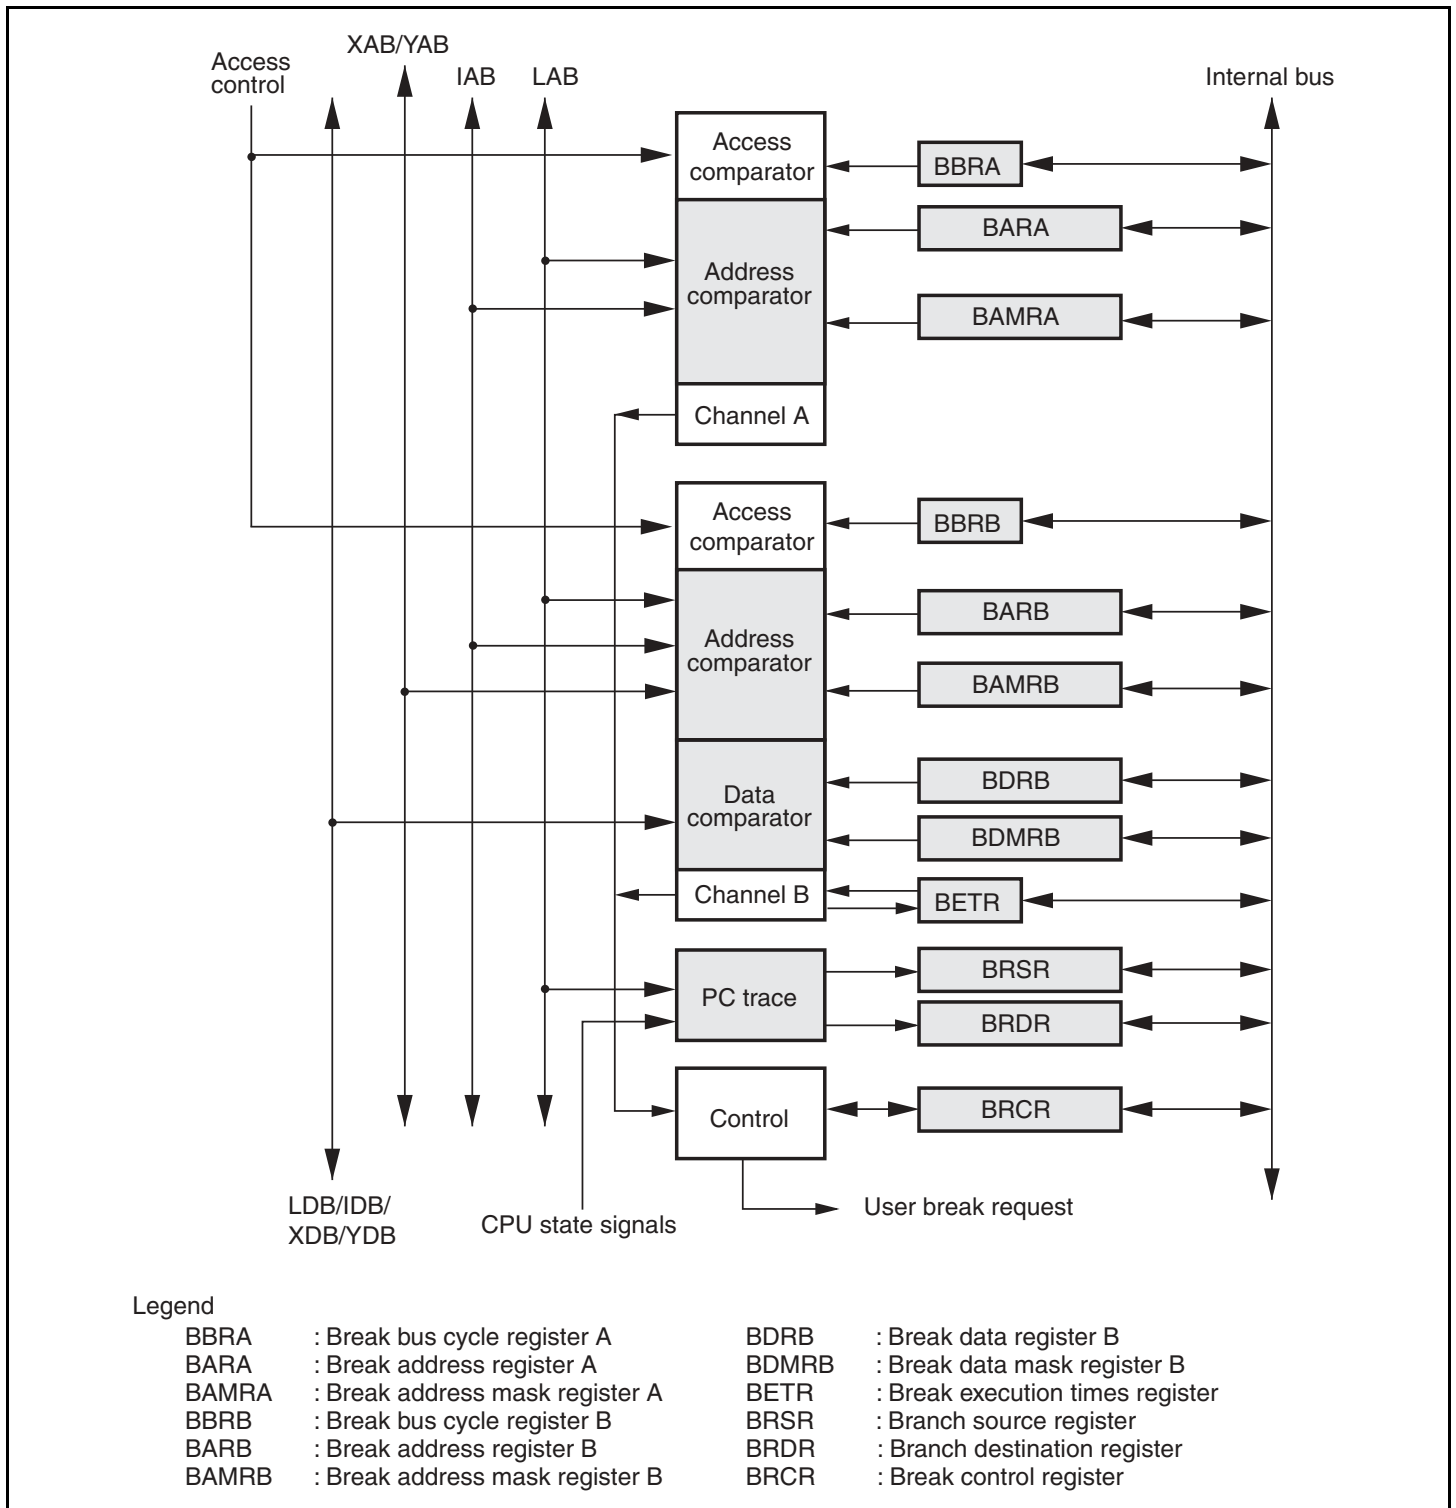 Access
control
XAB/YAB
IAB
LAB
Internal bus
Access
comparator
BBRA
BARA
Address
comparator
BAMRA
Channel A
Access
comparator
BBRB
BARB
Address
comparator
BAMRB
BDRB
Data
comparator
BDMRB
Channel B
BETR
BRSR
PC trace
BRDR
Control
BRCR
LDB/IDB/
XDB/YDB
CPU state signals
User break request
Legend
BBRA : Break bus cycle register A
BARA : Break address register A
BAMRA : Break address mask register A
BBRB : Break bus cycle register B
BARB : Break address register B
BAMRB : Break address mask register B
BDRB : Break data register B
BDMRB : Break data mask register B
BETR : Break execution times register
BRSR : Branch source register
BRDR : Branch destination register
BRCR : Break control register